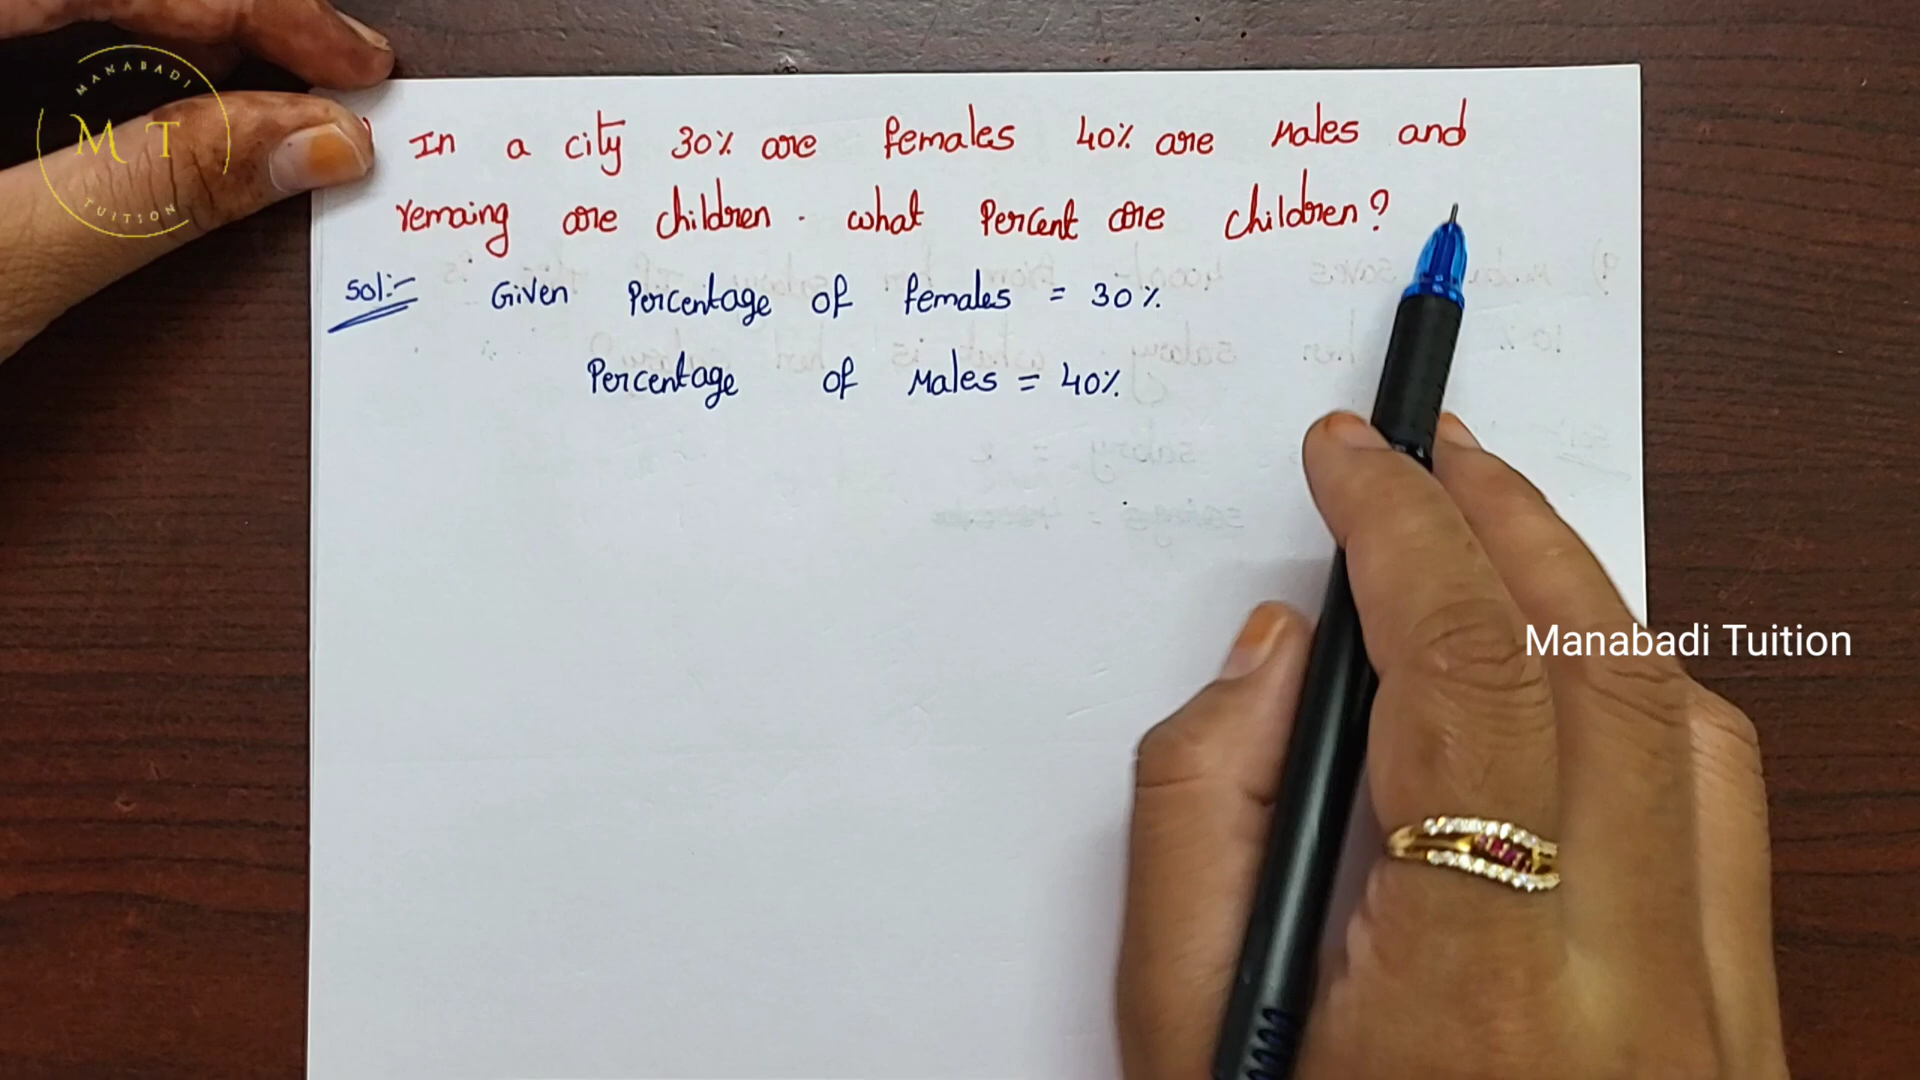 MANABADI
MT
TUITION
In a city 30% are females 40% are Males and
remaing are children. what Percent are children?
Sol:- Given Percentage of females = 30%
Percentage of Males = 40%
Manabadi Tuition